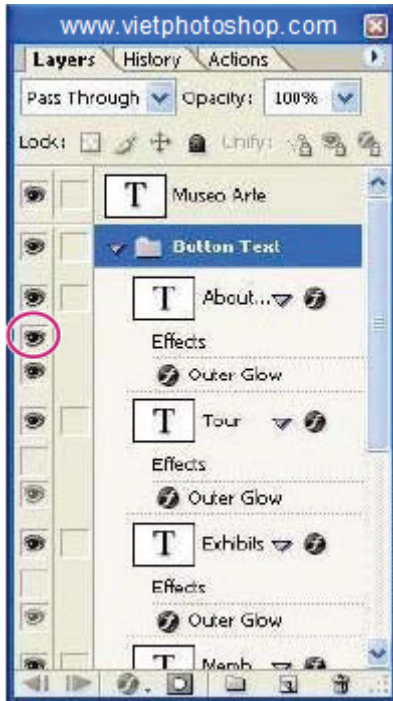 www.vietphotoshop.com
Layers History Actions
Pass Through Opacity: 100%
Lock: Unify:
T Museo Arte
Button Text
T About...
Effects
Outer Glow
T Tour
Effects
Outer Glow
T Exhibits
Effects
Outer Glow
T Memb